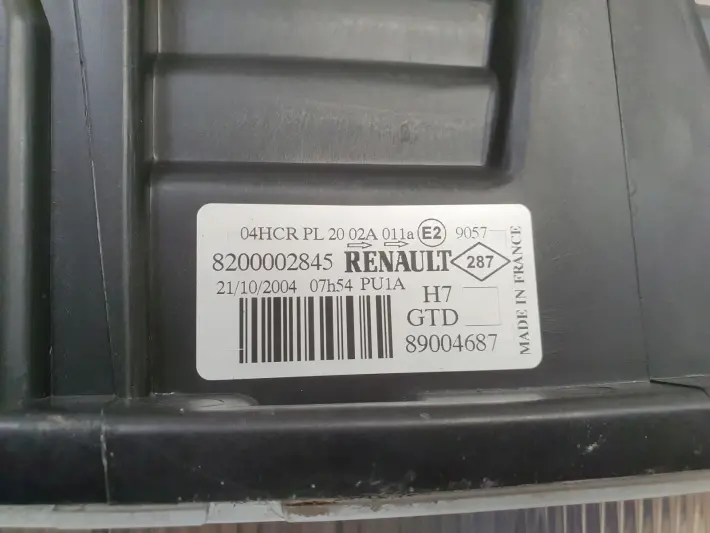 04HCR PL 20 02A 011a E2 9057
8200002845 RENAULT 287
21/10/2004 07h54 PU1A
H7
GTD
89004687
MADE IN FRANCE